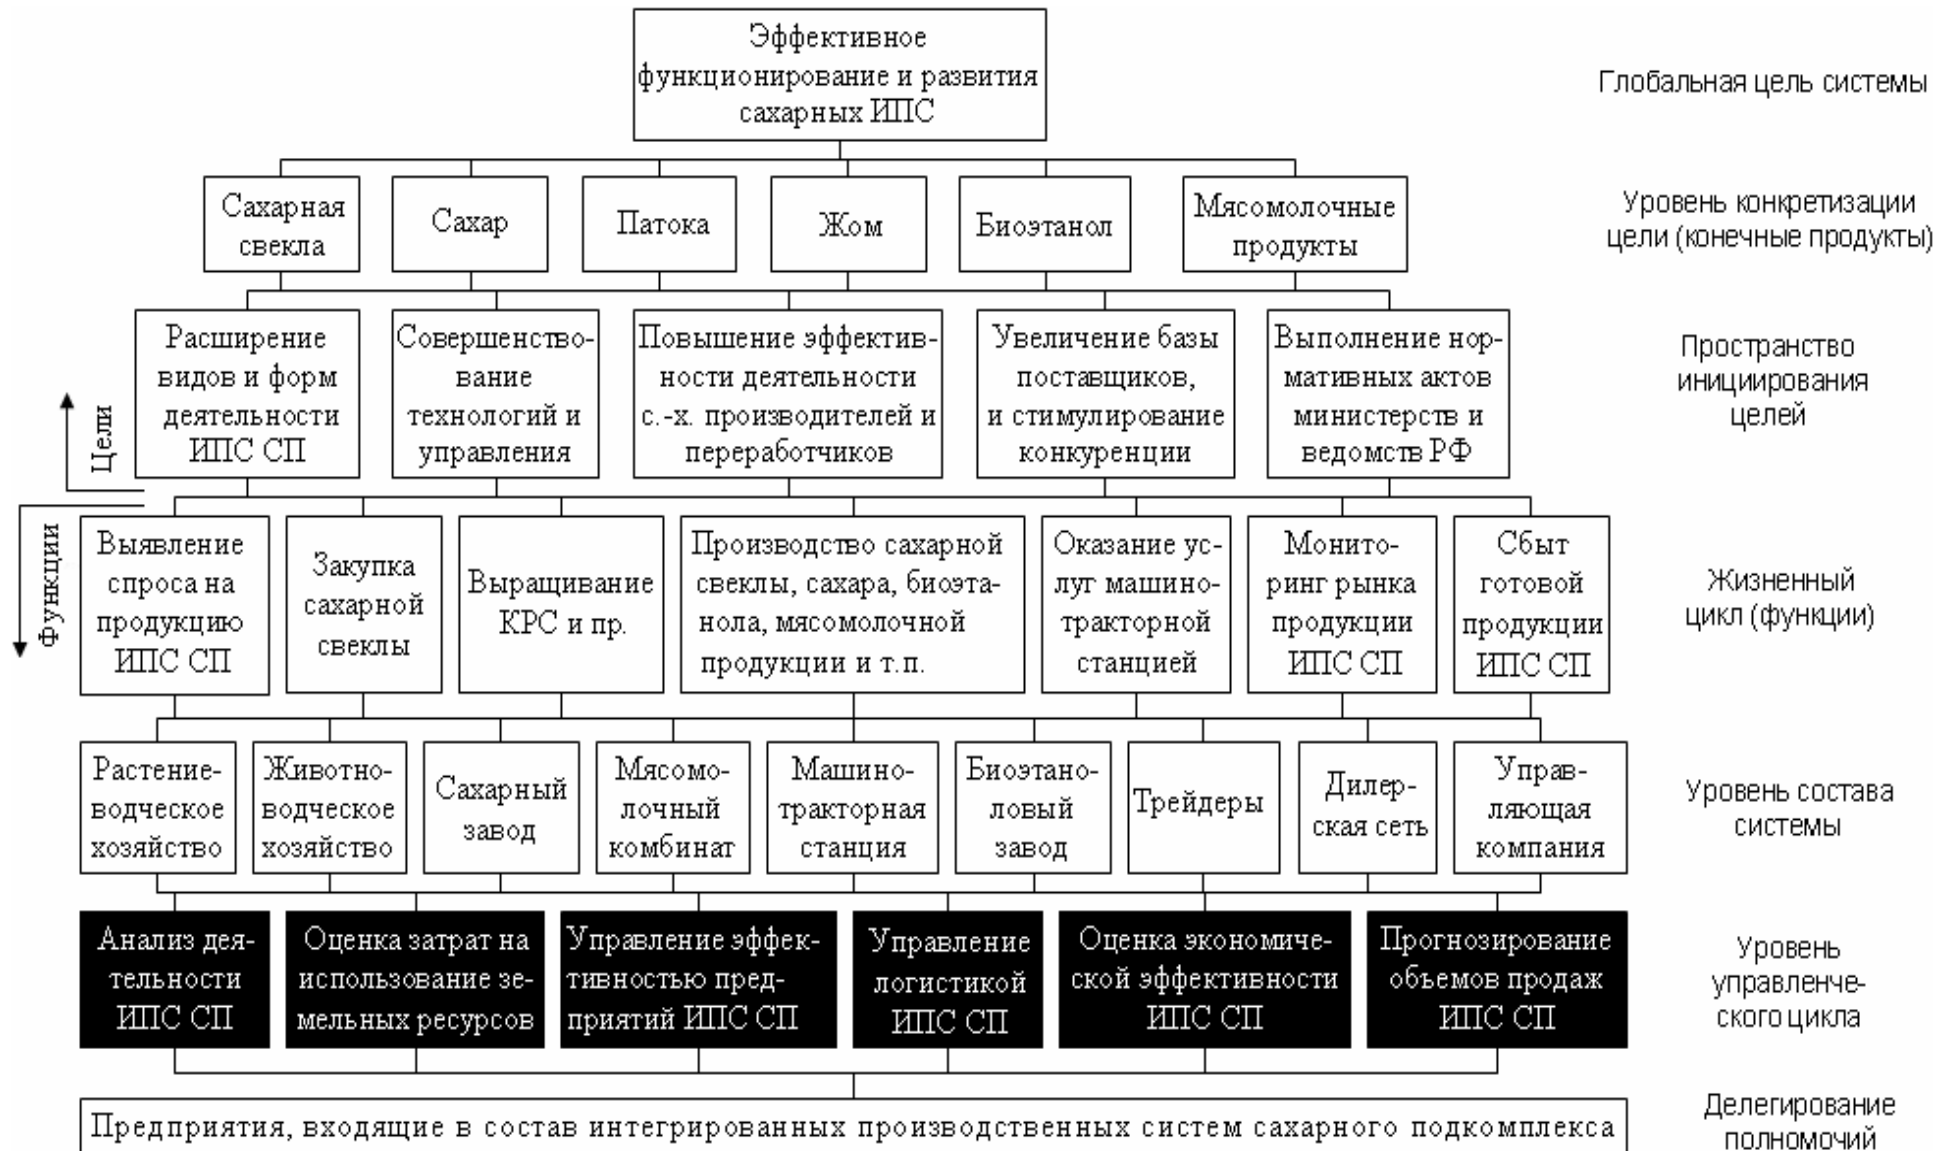 Эффективное
функционирование и развития
сахарных ИПС
Глобальная цель системы
Сахарная
свекла
Сахар
Патока
Жом
Биоэтанол
Мясомолочные
продукты
Уровень конкретизации
цели (конечные продукты)
Расширение
видов и форм
деятельности
ИПС СП
Совершенство-
вание
технологий и
управления
Повышение эффектив-
ности деятельности
с.-х. производителей и
переработчиков
Увеличение базы
поставщиков,
и стимулирование
конкуренции
Выполнение нор-
мативных актов
министерств и
ведомств РФ
Пространство
инициирования
целей
Цели
Функции
Выявление
спроса на
продукцию
ИПС СП
Закупка
сахарной
свеклы
Выращивание
КРС и пр.
Производство сахарной
свеклы, сахара, биоэта-
нола, мясомолочной
продукции и т.п.
Оказание ус-
луг машино-
тракторной
станцией
Монито-
ринг рынка
продукции
ИПС СП
Сбыт
готовой
продукции
ИПС СП
Жизненный
цикл (функции)
Растение-
водческое
хозяйство
Животно-
водческое
хозяйство
Сахарный
завод
Мясомо-
лочный
комбинат
Машино-
тракторная
станция
Биоэтано-
ловый
завод
Трейдеры
Дилер-
ская сеть
Управ-
ляющая
компания
Уровень состава
системы
Анализ дея-
тельности
ИПС СП
Оценка затрат на
использование зе-
мельных ресурсов
Управление эффек-
тивностью пред-
приятий ИПС СП
Управление
логистикой
ИПС СП
Оценка экономиче-
ской эффективности
ИПС СП
Прогнозирование
объемов продаж
ИПС СП
Уровень
управленче-
ского цикла
Предприятия, входящие в состав интегрированных производственных систем сахарного подкомплекса
Делегирование
полномочий